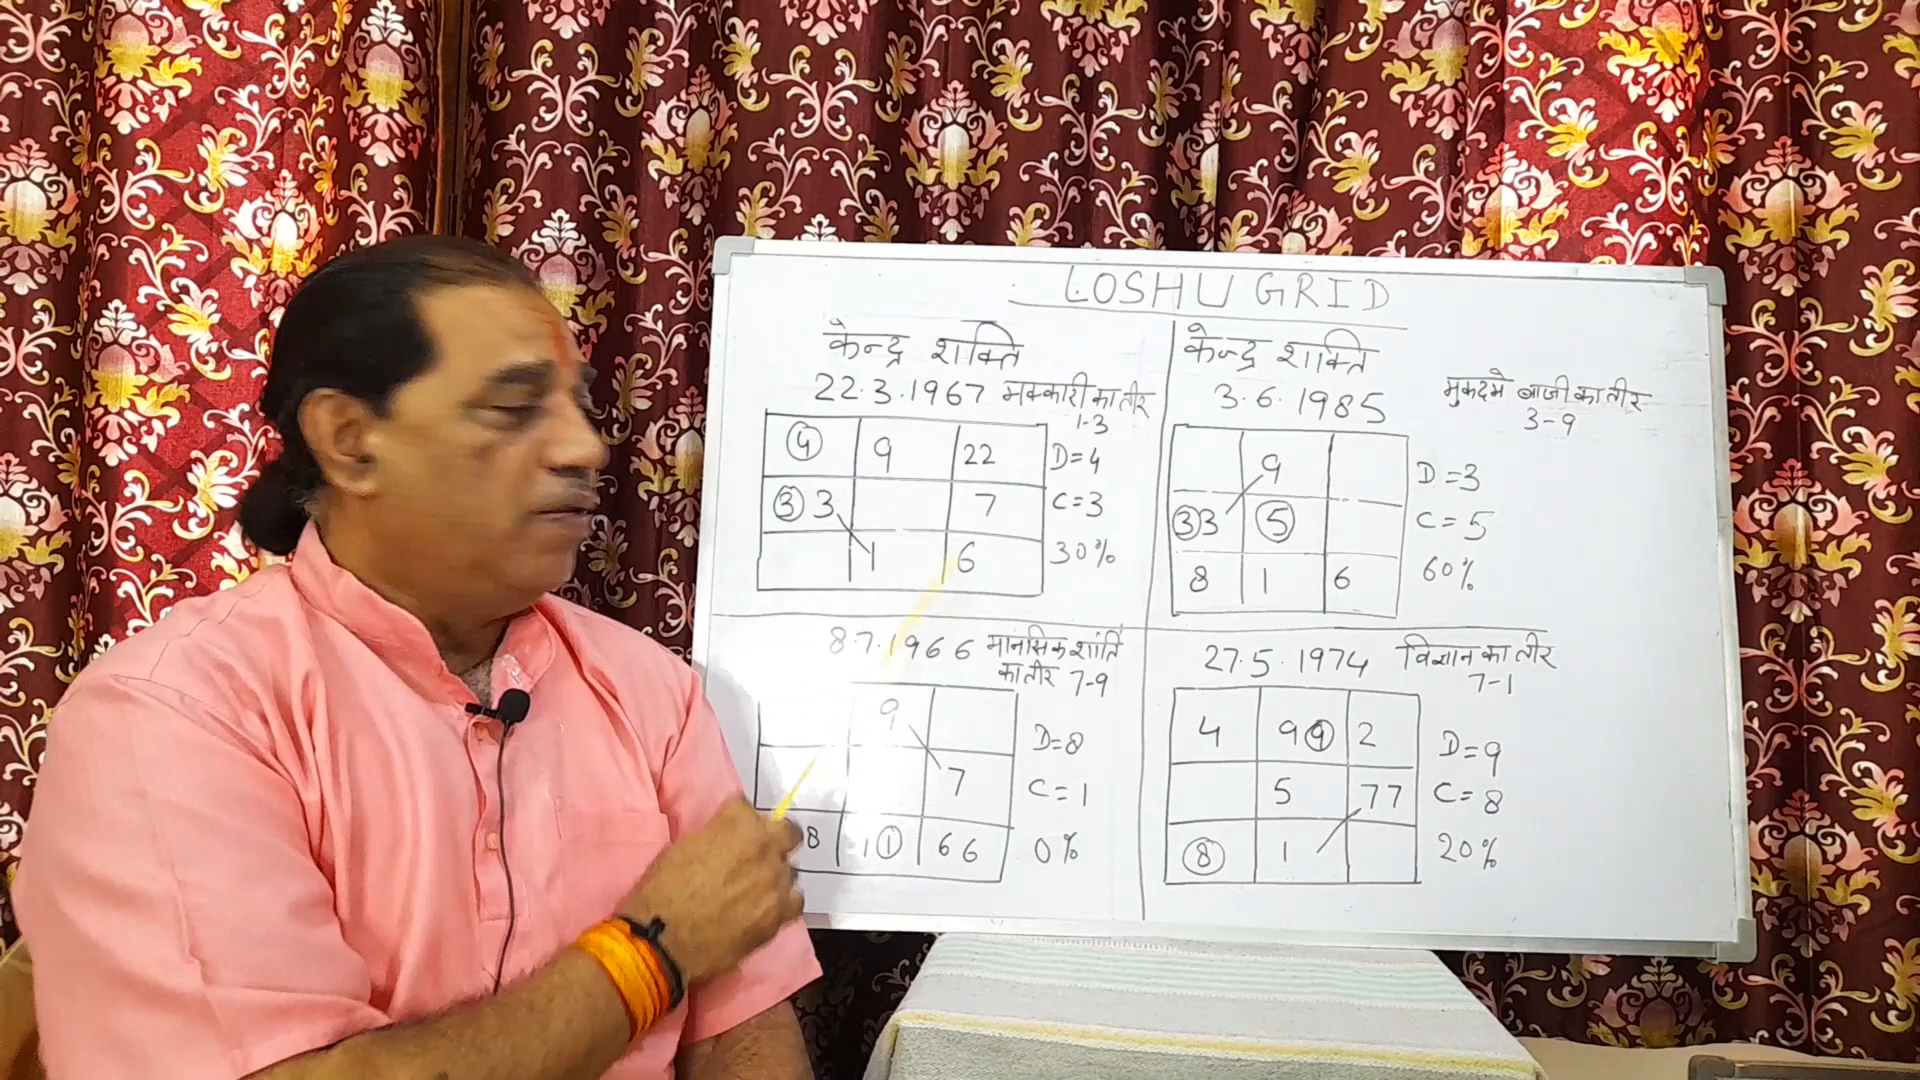 LOSHU GRID
केन्द्र शक्ति
22.3.1967 मक्कारी का तीर
1-3
4 9 22
D=4
3 3 7
C=3
1 6
30%
केन्द्र शक्ति
3.6.1985
मुकदमे बाजी का तीर
3-9
9
D=3
3 3 5
C=5
8 1 6
60%
8.7.1966 मानसिक शांति
का तीर 7-9
9
D=8
7
C=1
8 1 1 66
0%
27.5.1974 विज्ञान का तीर
7-1
4 9 9 2
D=9
5 77
C=8
8 1
20%